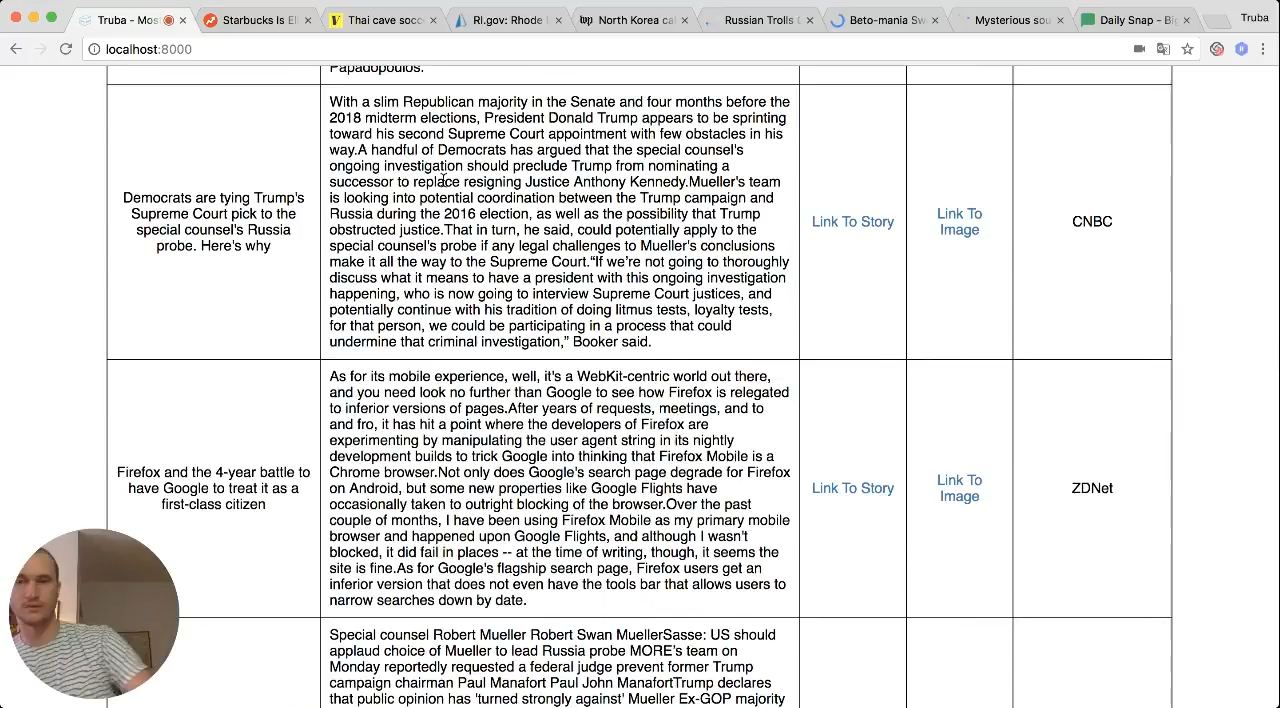 Truba - Mos
Starbucks Is El
Thai cave socc
RI.gov: Rhode I
North Korea ca
Russian Trolls
Beto-mania Sw
Mysterious sou
Daily Snap - Big
Truba
localhost:8000
Papadopoulos.
Democrats are tying Trump's
Supreme Court pick to the
special counsel's Russia
probe. Here's why
With a slim Republican majority in the Senate and four months before the
2018 midterm elections, President Donald Trump appears to be sprinting
toward his second Supreme Court appointment with few obstacles in his
way.A handful of Democrats has argued that the special counsel's
ongoing investigation should preclude Trump from nominating a
successor to replace resigning Justice Anthony Kennedy.Mueller's team
is looking into potential coordination between the Trump campaign and
Russia during the 2016 election, as well as the possibility that Trump
obstructed justice.That in turn, he said, could potentially apply to the
special counsel's probe if any legal challenges to Mueller's conclusions
make it all the way to the Supreme Court.“If we’re not going to thoroughly
discuss what it means to have a president with this ongoing investigation
happening, who is now going to interview Supreme Court justices, and
potentially continue with his tradition of doing litmus tests, loyalty tests,
for that person, we could be participating in a process that could
undermine that criminal investigation,” Booker said.
Link To Story
Link To
Image
CNBC
Firefox and the 4-year battle to
have Google to treat it as a
first-class citizen
As for its mobile experience, well, it's a WebKit-centric world out there,
and you need look no further than Google to see how Firefox is relegated
to inferior versions of pages.After years of requests, meetings, and to
and fro, it has hit a point where the developers of Firefox are
experimenting by manipulating the user agent string in its nightly
development builds to trick Google into thinking that Firefox Mobile is a
Chrome browser.Not only does Google's search page degrade for Firefox
on Android, but some new properties like Google Flights have
occasionally taken to outright blocking of the browser.Over the past
couple of months, I have been using Firefox Mobile as my primary mobile
browser and happened upon Google Flights, and although I wasn't
blocked, it did fail in places -- at the time of writing, though, it seems the
site is fine.As for Google's flagship search page, Firefox users get an
inferior version that does not even have the tools bar that allows users to
narrow searches down by date.
Link To Story
Link To
Image
ZDNet
Special counsel Robert Mueller Robert Swan MuellerSasse: US should
applaud choice of Mueller to lead Russia probe MORE's team on
Monday reportedly requested a federal judge prevent former Trump
campaign chairman Paul Manafort Paul John ManafortTrump declares
that public opinion has 'turned strongly against' Mueller Ex-GOP majority